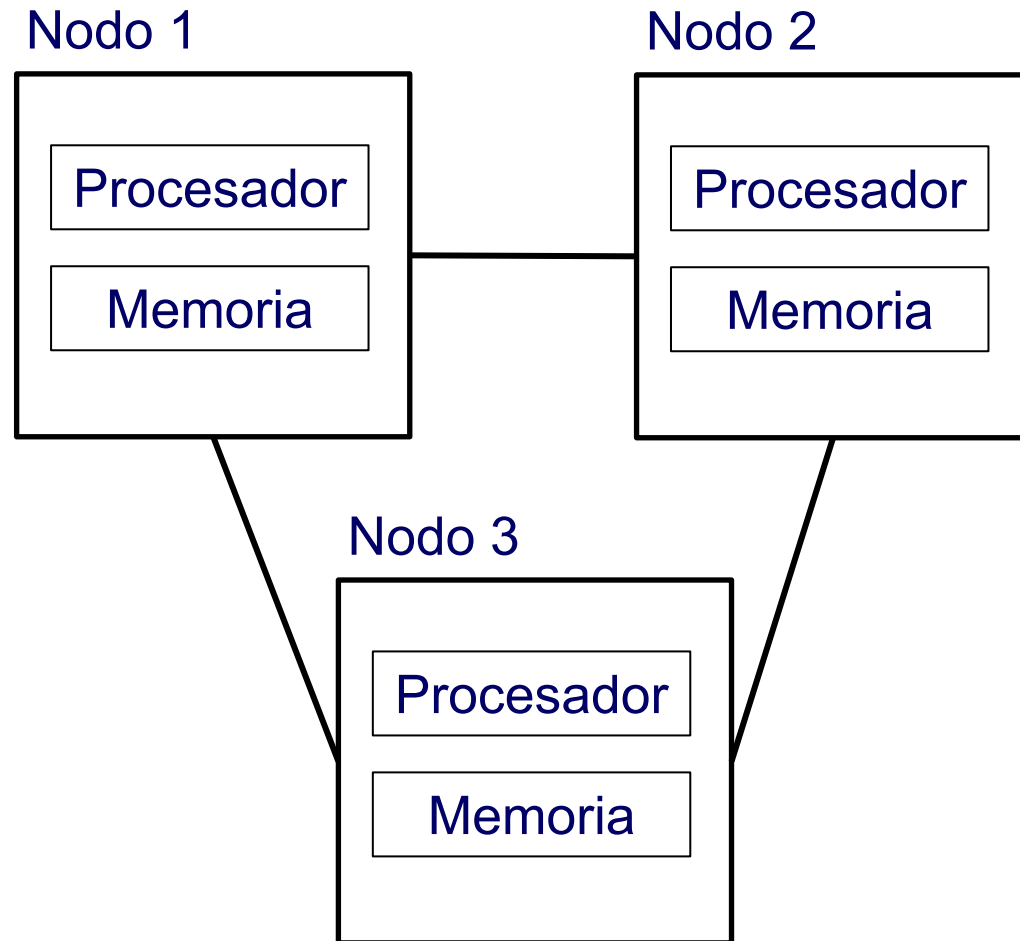 Nodo 1
Procesador
Memoria
Nodo 2
Procesador
Memoria
Nodo 3
Procesador
Memoria